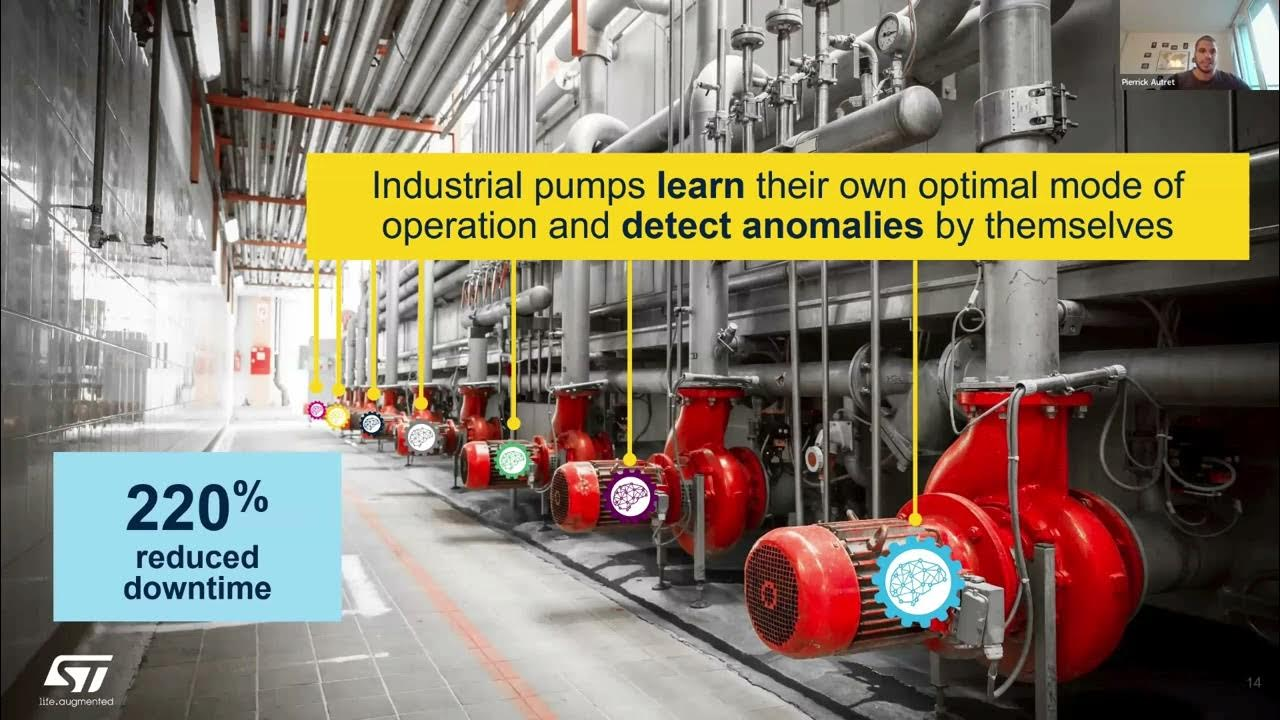 Pierrick Autret
Industrial pumps learn their own optimal mode of
operation and detect anomalies by themselves
220%
reduced
downtime
ST
life.augmented
14